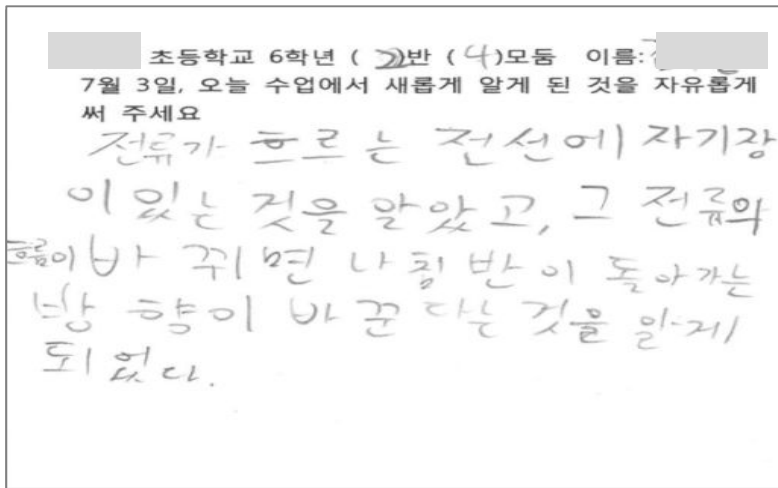 초등학교 6학년 ( 2)반 (4)모둠 이름:
7월 3일, 오늘 수업에서 새롭게 알게 된 것을 자유롭게
써 주세요
전류가 흐르는 전선에 자기장
이 있는 것을 알았고, 그 전류의
흐름이 바뀌면 나침반이 돌아가는
방향이 바꾼다는 것을 알게
되었다.